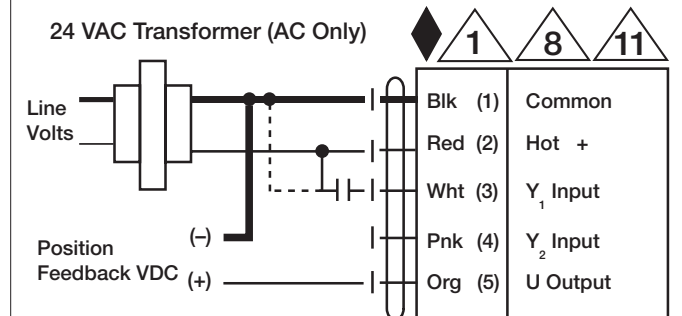 24 VAC Transformer (AC Only)
1 8 11
Line
Volts
Blk (1) Common
Red (2) Hot +
Wht (3) Y1 Input
Pnk (4) Y2 Input
Org (5) U Output
Position
Feedback VDC
(–)
(+)